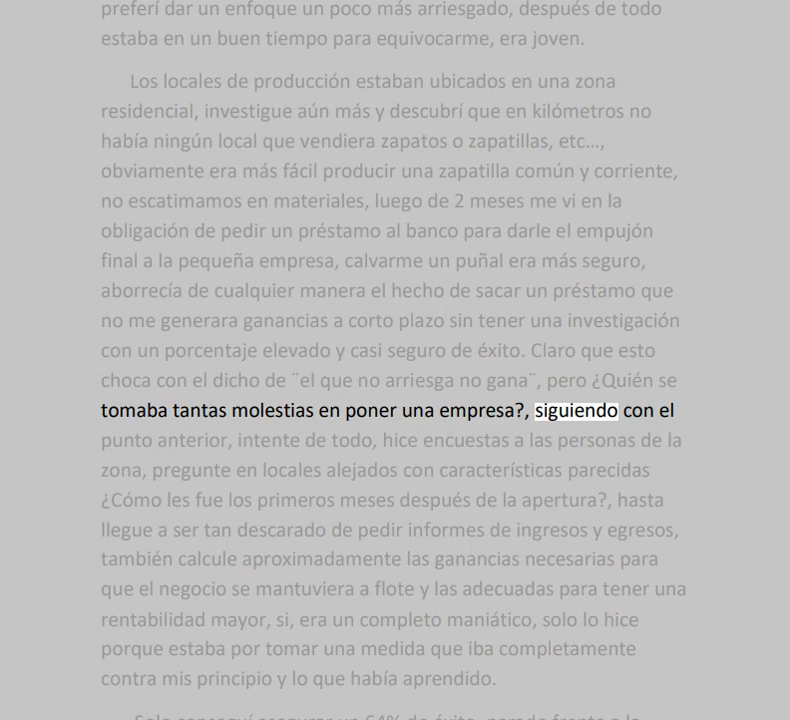 preferí dar un enfoque un poco más arriesgado, después de todo
estaba en un buen tiempo para equivocarme, era joven.
Los locales de producción estaban ubicados en una zona
residencial, investigue aún más y descubrí que en kilómetros no
había ningún local que vendiera zapatos o zapatillas, etc...,
obviamente era más fácil producir una zapatilla común y corriente,
no escatimamos en materiales, luego de 2 meses me vi en la
obligación de pedir un préstamo al banco para darle el empujón
final a la pequeña empresa, calvarme un puñal era más seguro,
aborrecía de cualquier manera el hecho de sacar un préstamo que
no me generara ganancias a corto plazo sin tener una investigación
con un porcentaje elevado y casi seguro de éxito. Claro que esto
choca con el dicho de ¨el que no arriesga no gana¨, pero ¿Quién se
tomaba tantas molestias en poner una empresa?, siguiendo con el
punto anterior, intente de todo, hice encuestas a las personas de la
zona, pregunte en locales alejados con características parecidas
¿Cómo les fue los primeros meses después de la apertura?, hasta
llegue a ser tan descarado de pedir informes de ingresos y egresos,
también calcule aproximadamente las ganancias necesarias para
que el negocio se mantuviera a flote y las adecuadas para tener una
rentabilidad mayor, si, era un completo maniático, solo lo hice
porque estaba por tomar una medida que iba completamente
contra mis principio y lo que había aprendido.
Solo conseguí asegurar un 64% de éxito, parado frente a la